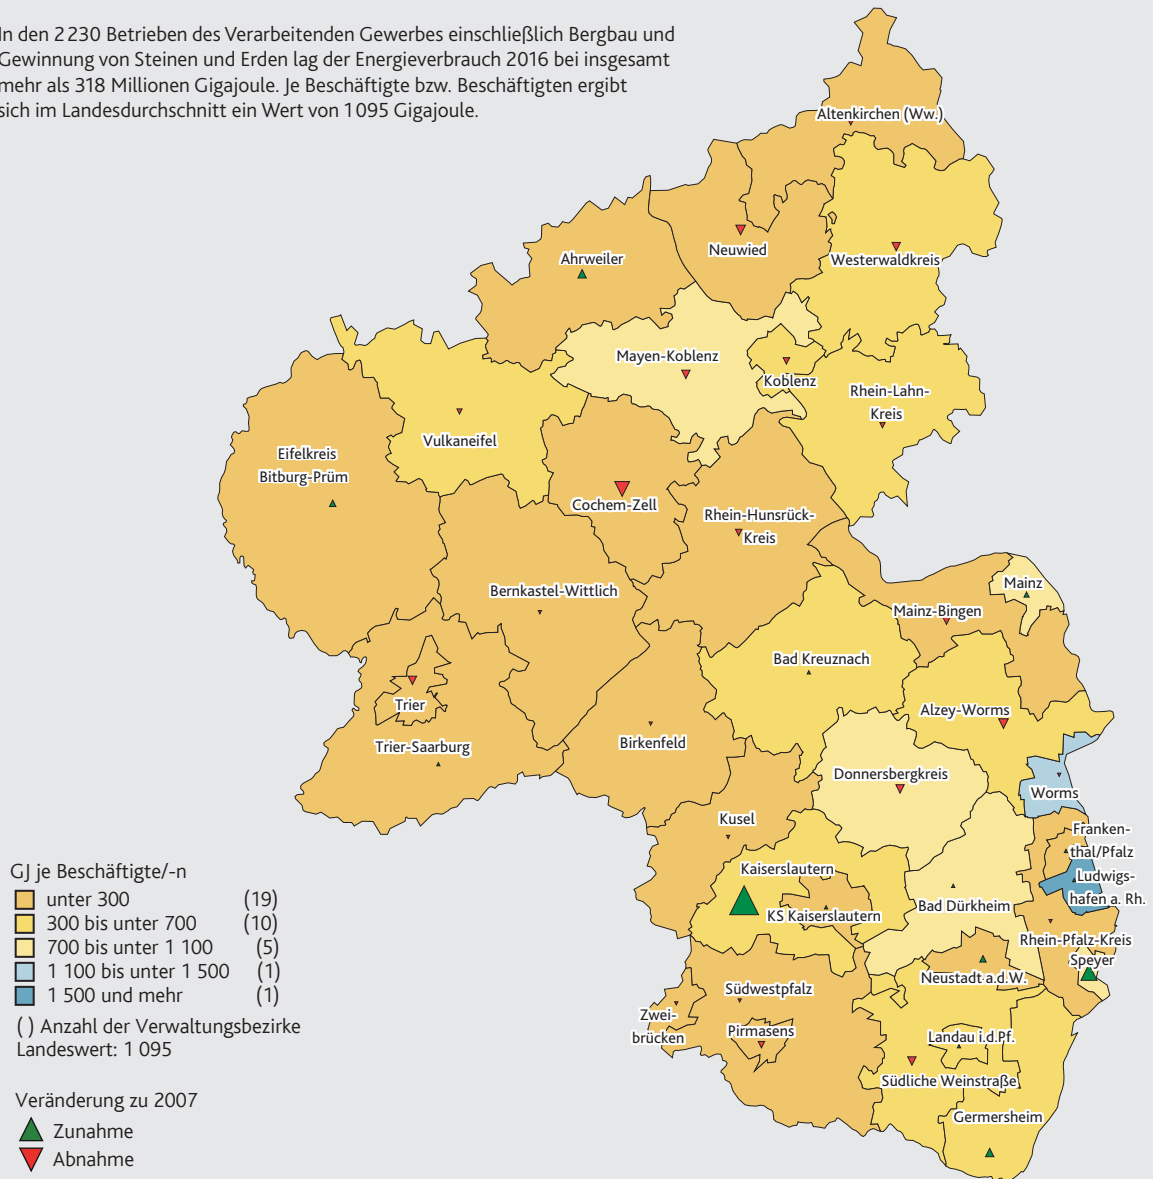 In den 2 230 Betrieben des Verarbeitenden Gewerbes einschließlich Bergbau und
Gewinnung von Steinen und Erden lag der Energieverbrauch 2016 bei insgesamt
mehr als 318 Millionen Gigajoule. Je Beschäftigte bzw. Beschäftigten ergibt
sich im Landesdurchschnitt ein Wert von 1 095 Gigajoule.
Altenkirchen (Ww.)
Neuwied
Ahrweiler
Westerwaldkreis
Mayen-Koblenz
Koblenz
Rhein-Lahn-
Kreis
Vulkaneifel
Eifelkreis
Bitburg-Prüm
Cochem-Zell
Rhein-Hunsrück-
Kreis
Mainz
Bernkastel-Wittlich
Mainz-Bingen
Bad Kreuznach
Trier
Alzey-Worms
Trier-Saarburg
Birkenfeld
Donnersbergkreis
Worms
Kusel
Franken-
thal/Pfalz
Kaiserslautern
Ludwigs-
hafen a. Rh.
KS Kaiserslautern
Bad Dürkheim
Rhein-Pfalz-Kreis
Speyer
Neustadt a.d.W.
Südwestpfalz
Zwei-
brücken
Pirmasens
Landau i.d.Pf.
Südliche Weinstraße
Germersheim
GJ je Beschäftigte/-n
unter 300 (19)
300 bis unter 700 (10)
700 bis unter 1 100 (5)
1 100 bis unter 1 500 (1)
1 500 und mehr (1)
( ) Anzahl der Verwaltungsbezirke
Landeswert: 1 095
Veränderung zu 2007
Zunahme
Abnahme